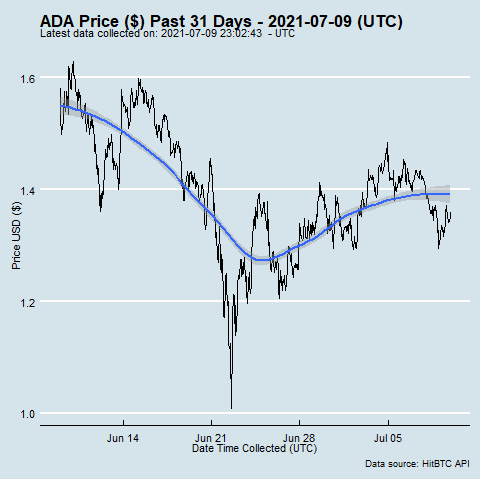 ADA Price ($) Past 31 Days - 2021-07-09 (UTC)
Latest data collected on: 2021-07-09 23:02:43  - UTC
Price USD ($)
1.6
1.4
1.2
1.0
Jun 14
Jun 21
Jun 28
Jul 05
Date Time Collected (UTC)
Data source: HitBTC API